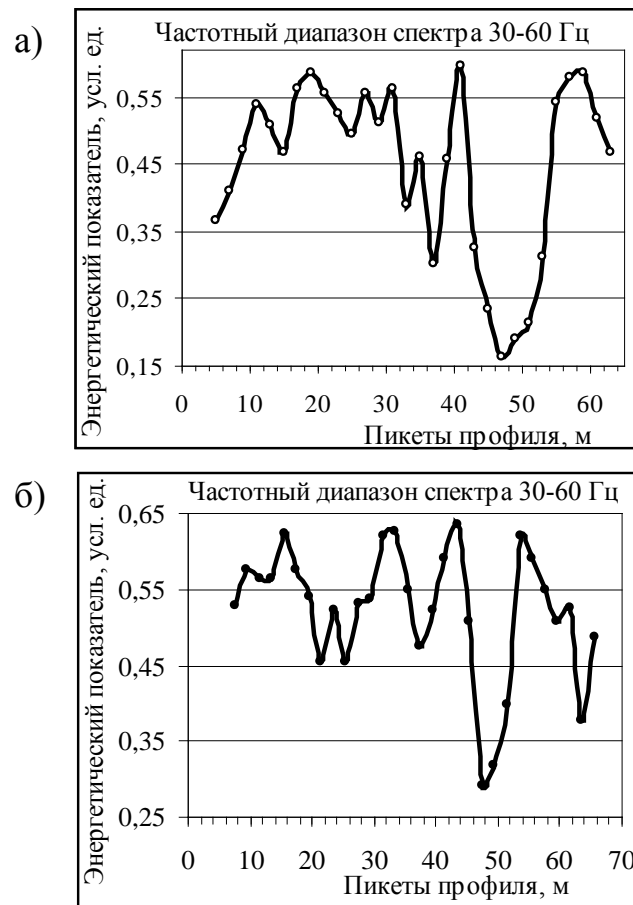 а)
Частотный диапазон спектра 30-60 Гц
Энергетический показатель, усл. ед.
0,55
0,45
0,35
0,25
0,15
0 10 20 30 40 50 60
Пикеты профиля, м
б)
Частотный диапазон спектра 30-60 Гц
Энергетический показатель, усл. ед.
0,65
0,55
0,45
0,35
0,25
0 10 20 30 40 50 60 70
Пикеты профиля, м